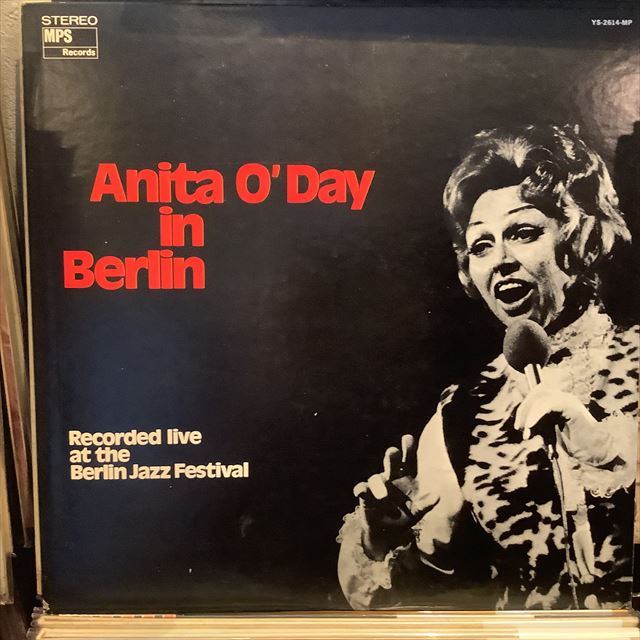 STEREO
MPS
Records
YS-2614-MP
Anita O'Day
in
Berlin
Recorded live
at the
Berlin Jazz Festival